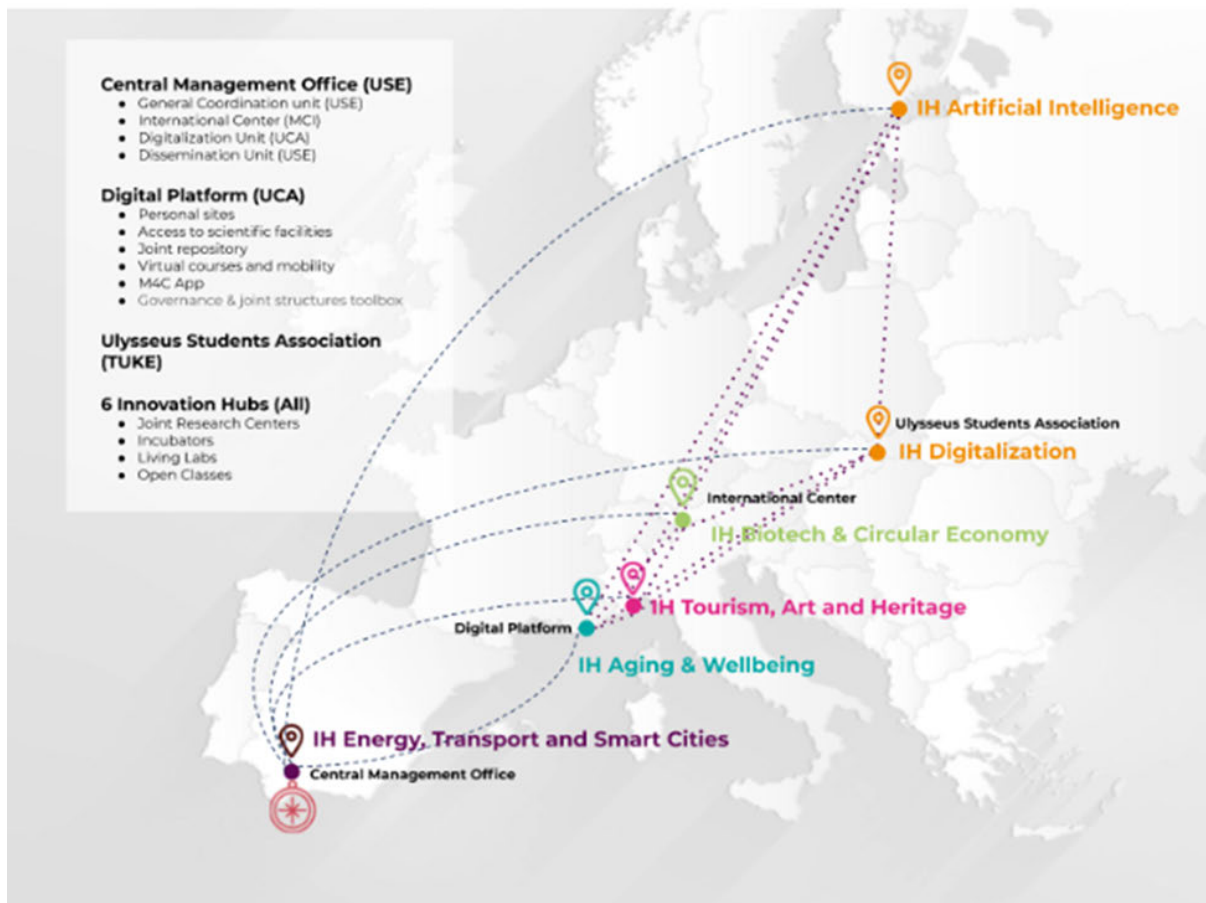 Central Management Office (USE)
• General Coordination unit (USE)
• International Center (MCI)
• Digitalization Unit (UCA)
• Dissemination Unit (USE)
Digital Platform (UCA)
• Personal sites
• Access to scientific facilities
• Joint repository
• Virtual courses and mobility
• M4C App
• Governance & joint structures toolbox
Ulysseus Students Association
(TUKE)
6 Innovation Hubs (All)
• Joint Research Centers
• Incubators
• Living Labs
• Open Classes
IH Artificial Intelligence
Ulysseus Students Association
IH Digitalization
International Center
IH Biotech & Circular Economy
IH Tourism, Art and Heritage
Digital Platform
IH Aging & Wellbeing
IH Energy, Transport and Smart Cities
Central Management Office